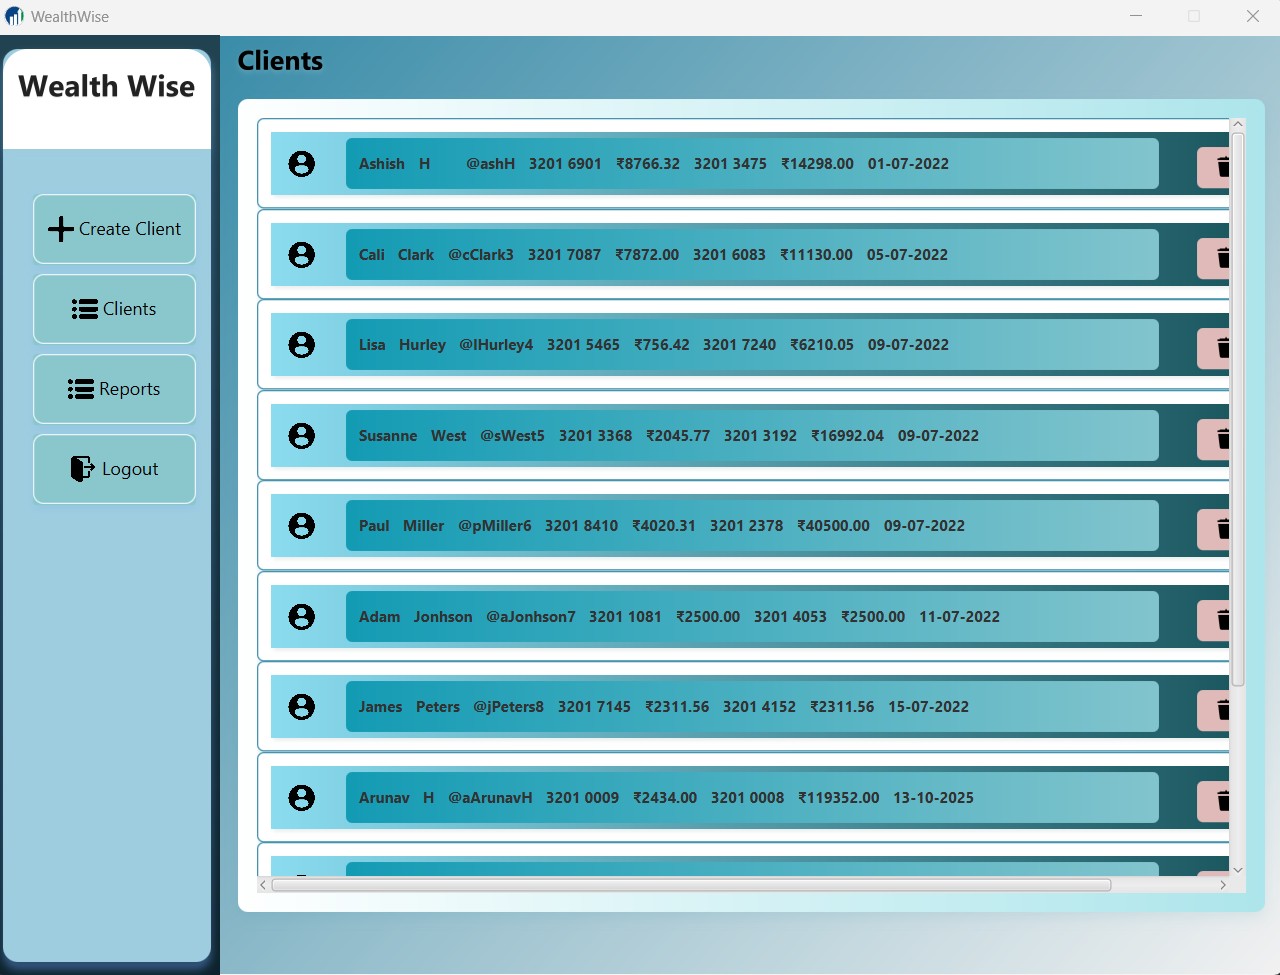 WealthWise
Wealth Wise
Create Client
Clients
Reports
Logout
Clients
Ashish H @ashH 3201 6901 ₹8766.32 3201 3475 ₹14298.00 01-07-2022
Cali Clark @cClark3 3201 7087 ₹7872.00 3201 6083 ₹11130.00 05-07-2022
Lisa Hurley @lHurley4 3201 5465 ₹756.42 3201 7240 ₹6210.05 09-07-2022
Susanne West @sWest5 3201 3368 ₹2045.77 3201 3192 ₹16992.04 09-07-2022
Paul Miller @pMiller6 3201 8410 ₹4020.31 3201 2378 ₹40500.00 09-07-2022
Adam Jonhson @aJonhson7 3201 1081 ₹2500.00 3201 4053 ₹2500.00 11-07-2022
James Peters @jPeters8 3201 7145 ₹2311.56 3201 4152 ₹2311.56 15-07-2022
Arunav H @aArunavH 3201 0009 ₹2434.00 3201 0008 ₹119352.00 13-10-2025